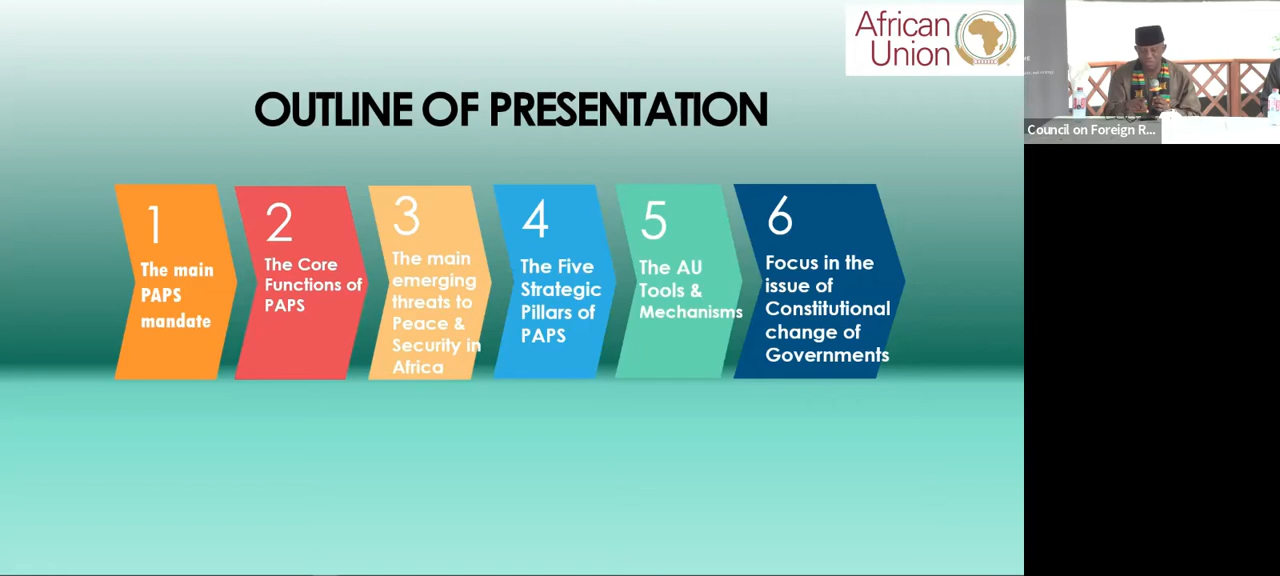 African
Union
OUTLINE OF PRESENTATION
1
The main
PAPS
mandate
2
The Core
Functions of
PAPS
3
The main
emerging
threats to
Peace &
Security in
Africa
4
The Five
Strategic
Pillars of
PAPS
5
The AU
Tools &
Mechanisms
6
Focus in the
issue of
Constitutional
change of
Governments
Council on Foreign R...